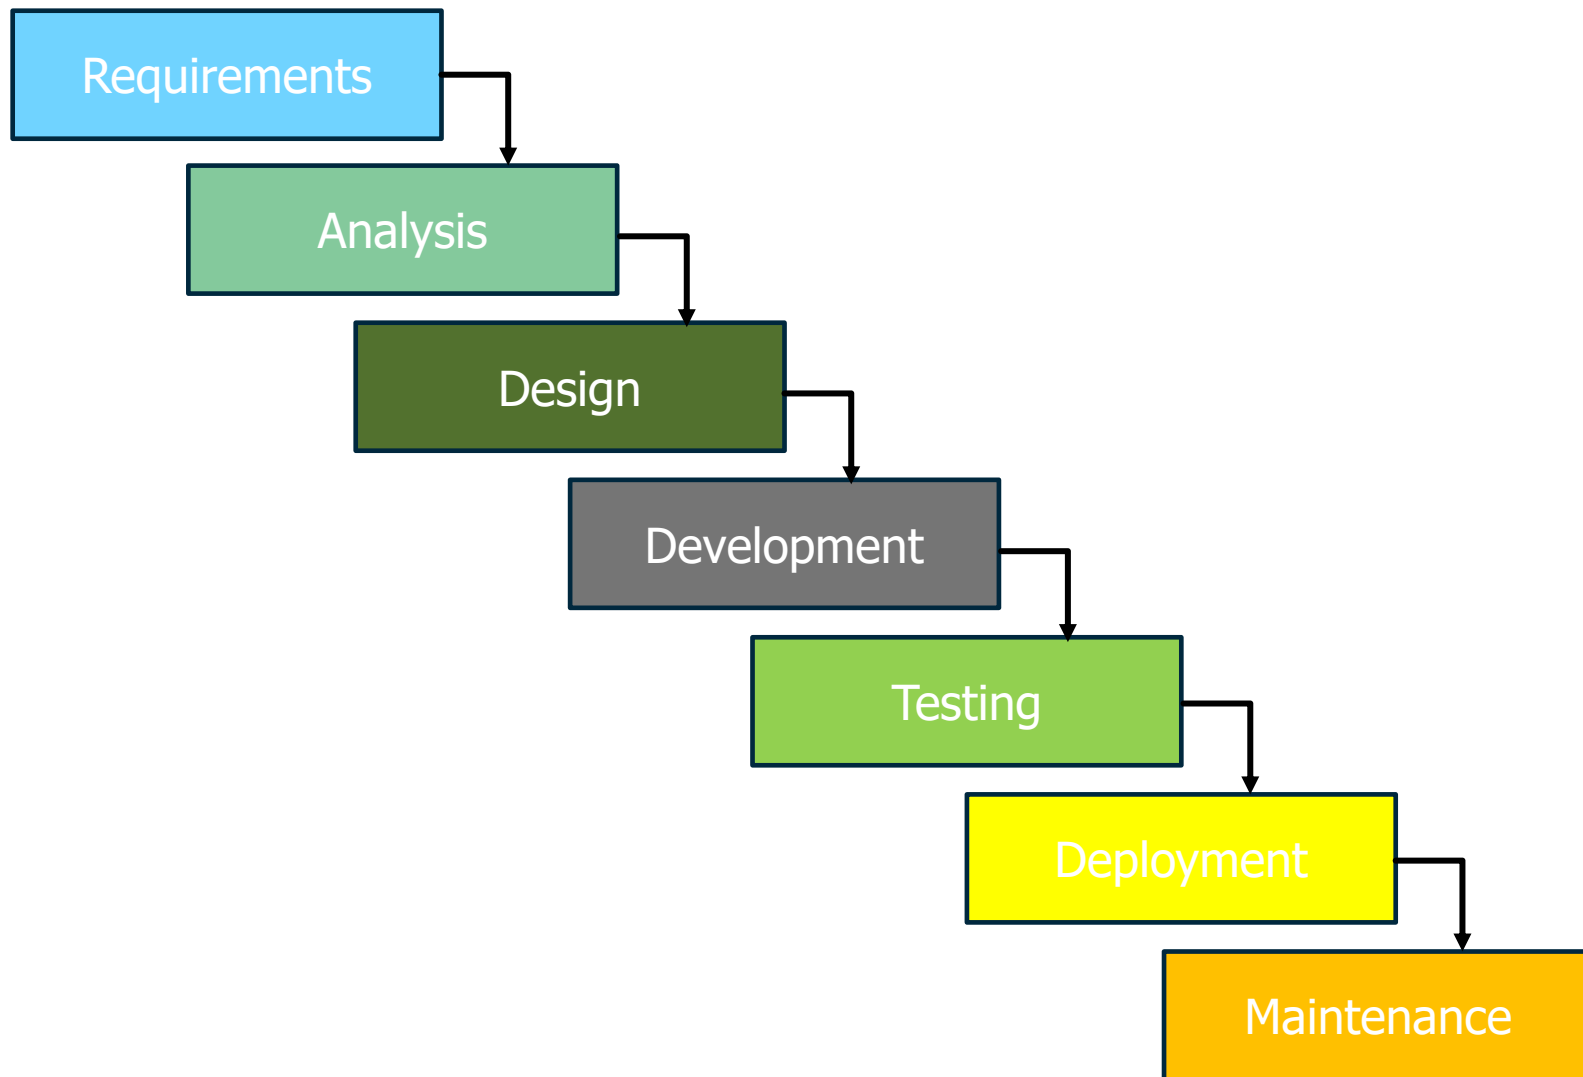 Requirements
Analysis
Design
Development
Testing
Deployment
Maintenance